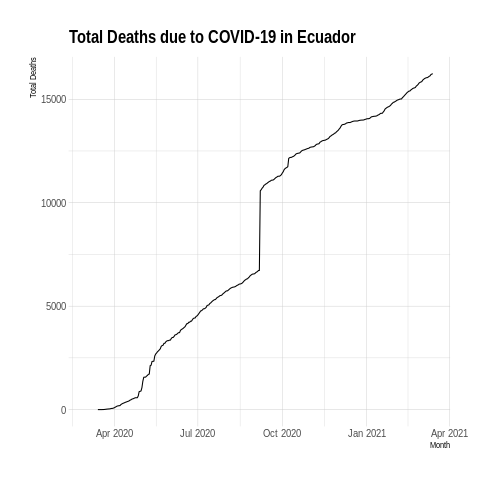 Total Deaths due to COVID-19 in Ecuador
Total Deaths
15000
10000
5000
0
Apr 2020 Jul 2020 Oct 2020 Jan 2021 Apr 2021
Month